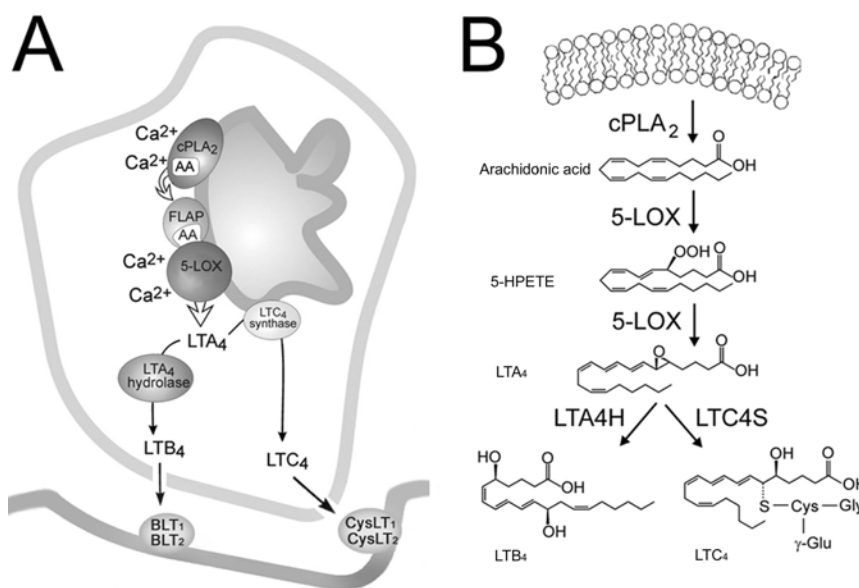 A
Ca2+
cPLA2
Ca2+
AA
FLAP
AA
Ca2+
5-LOX
Ca2+
LTC4
synthase
LTA4
LTA4
hydrolase
LTB4
LTC4
BLT1
BLT2
CysLT1
CysLT2
B
cPLA2
O
Arachidonic acid
OH
5-LOX
OOH
O
5-HPETE
OH
5-LOX
O
O
LTA4
OH
LTA4H
LTC4S
HO
O
OH
OH
LTB4
OH
O
OH
S
Cys
Gly
γ-Glu
LTC4